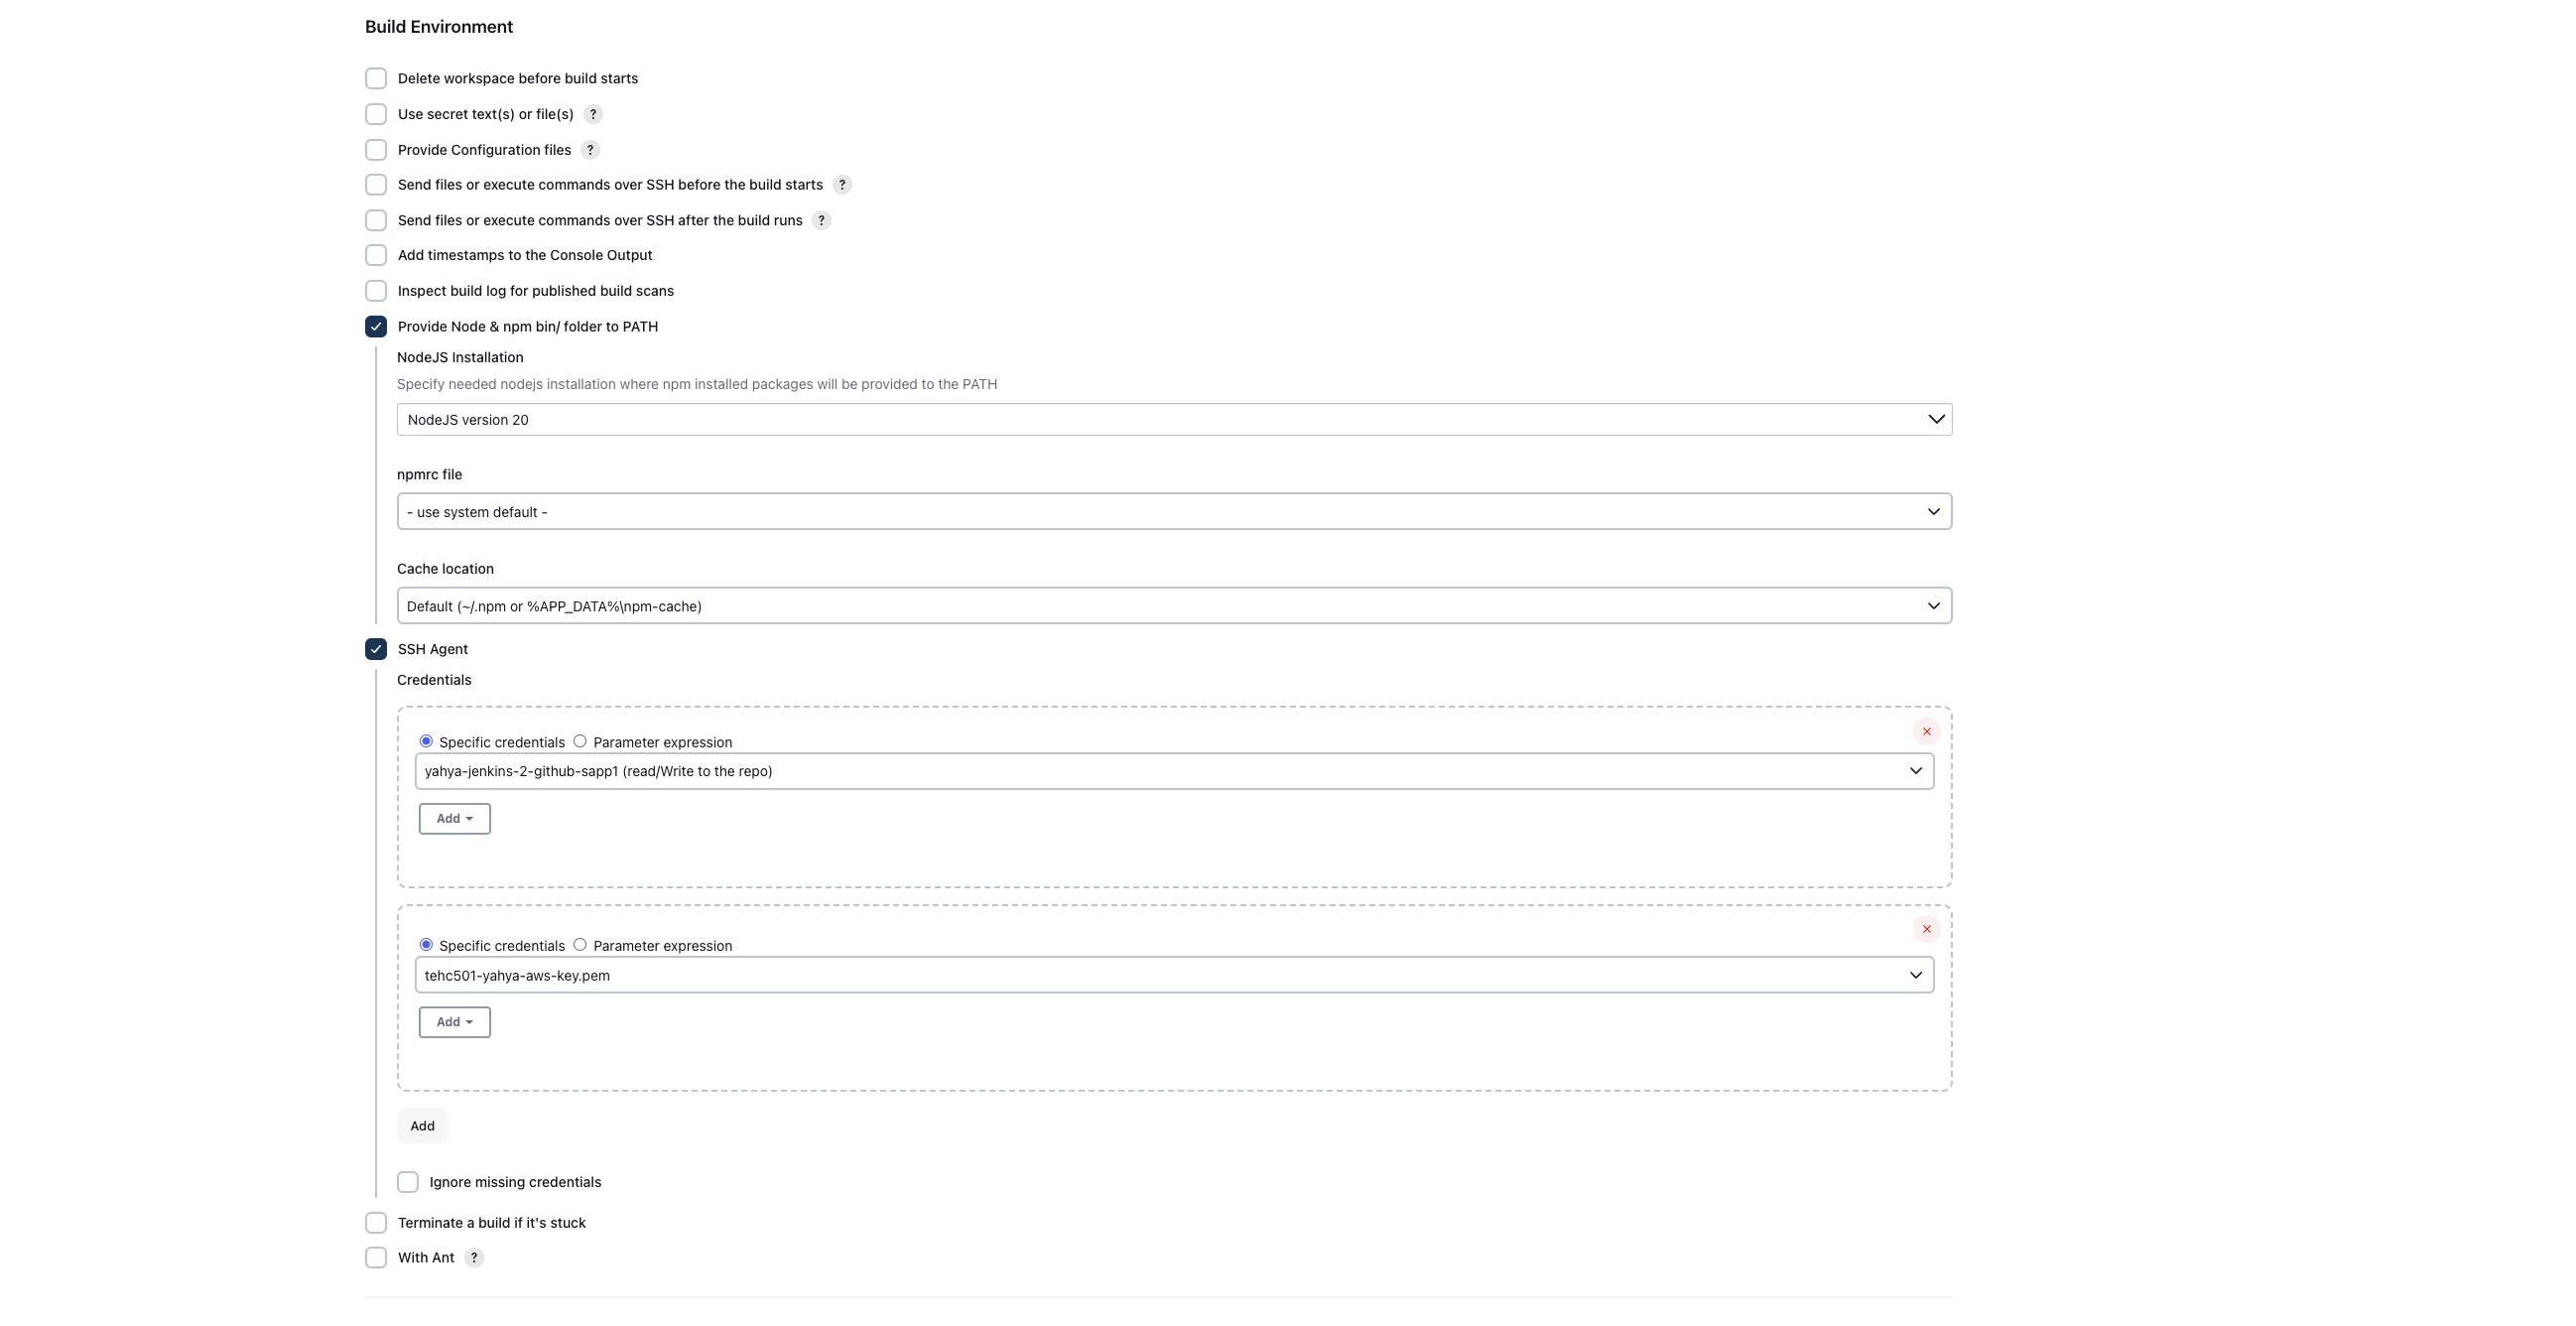 Build Environment
Delete workspace before build starts
Use secret text(s) or file(s) ?
Provide Configuration files ?
Send files or execute commands over SSH before the build starts ?
Send files or execute commands over SSH after the build runs ?
Add timestamps to the Console Output
Inspect build log for published build scans
Provide Node & npm bin/ folder to PATH
NodeJS Installation
Specify needed nodejs installation where npm installed packages will be provided to the PATH
NodeJS version 20
npmrc file
- use system default -
Cache location
Default (~/.npm or %APP_DATA%\npm-cache)
SSH Agent
Credentials
Specific credentials Parameter expression
yahya-jenkins-2-github-sapp1 (read/Write to the repo)
Add
Specific credentials Parameter expression
tehc501-yahya-aws-key.pem
Add
Add
Ignore missing credentials
Terminate a build if it's stuck
With Ant ?